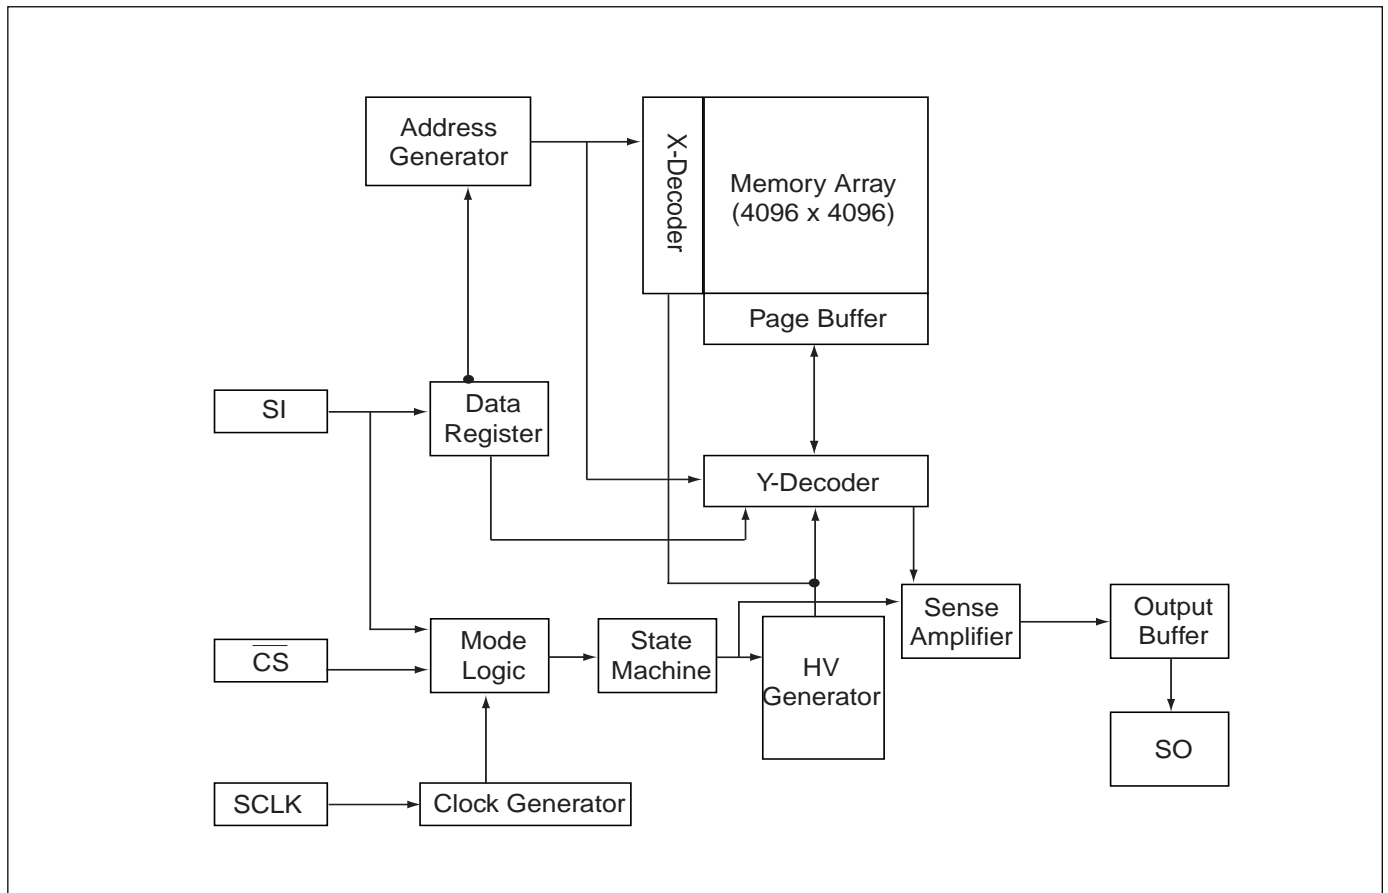 Address
Generator
X-Decoder
Memory Array
(4096 x 4096)
Page Buffer
SI
Data
Register
Y-Decoder
CS
Mode
Logic
State
Machine
HV
Generator
Sense
Amplifier
Output
Buffer
SO
SCLK
Clock Generator